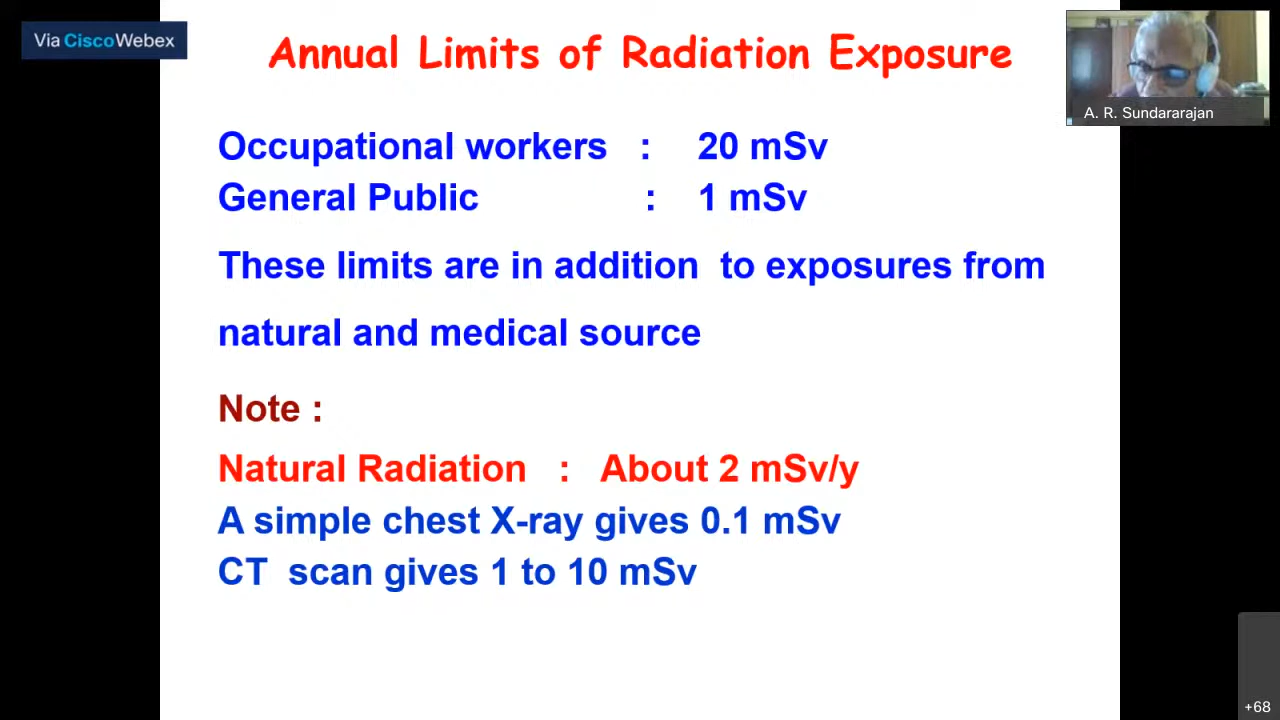 Via Cisco Webex
Annual Limits of Radiation Exposure
A. R. Sundararajan
Occupational workers : 20 mSv
General Public : 1 mSv
These limits are in addition to exposures from
natural and medical source
Note :
Natural Radiation : About 2 mSv/y
A simple chest X-ray gives 0.1 mSv
CT scan gives 1 to 10 mSv
+68